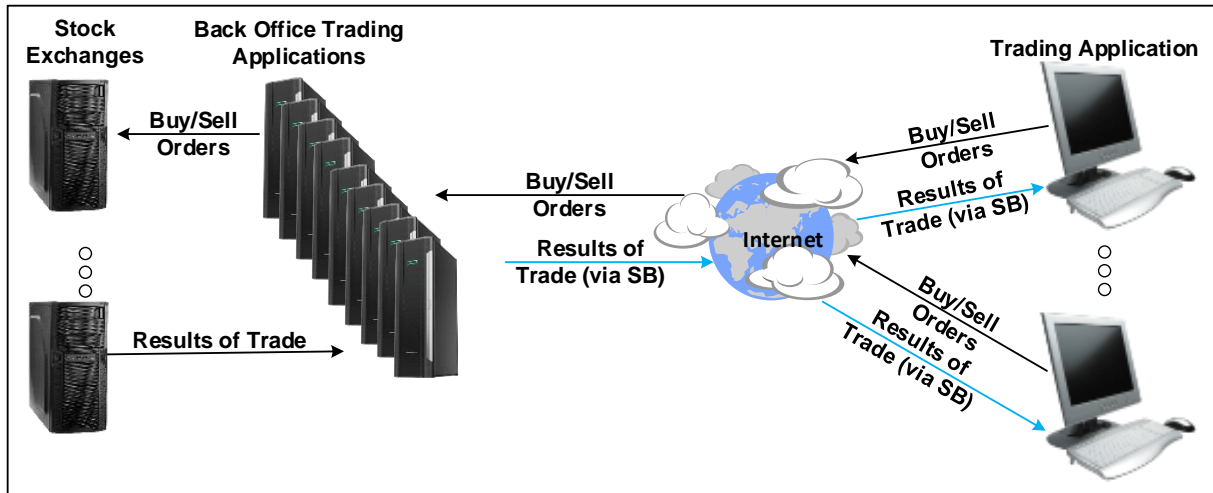 Stock
Exchanges
Back Office Trading
Applications
Trading Application
Buy/Sell
Orders
Buy/Sell
Orders
Buy/Sell
Orders
Results of
Trade (via SB)
Internet
Results of
Trade (via SB)
Buy/Sell
Orders
Results of
Trade (via SB)
Results of Trade